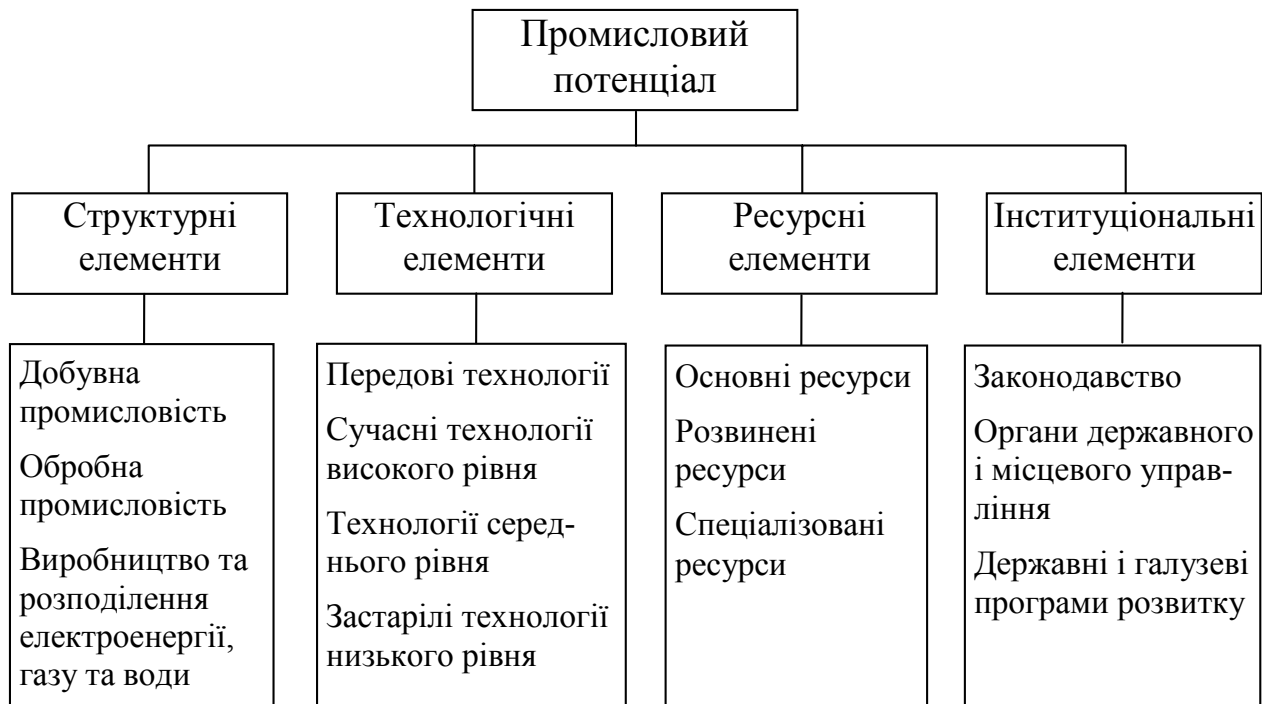 Промисловий
потенціал
Структурні
елементи
Технологічні
елементи
Ресурсні
елементи
Інституціональні
елементи
Добувна
промисловість
Обробна
промисловість
Виробництво та
розподілення
електроенергії,
газу та води
Передові технології
Сучасні технології
високого рівня
Технології серед-
нього рівня
Застарілі технології
низького рівня
Основні ресурси
Розвинені
ресурси
Спеціалізовані
ресурси
Законодавство
Органи державного
і місцевого управ-
ління
Державні і галузеві
програми розвитку